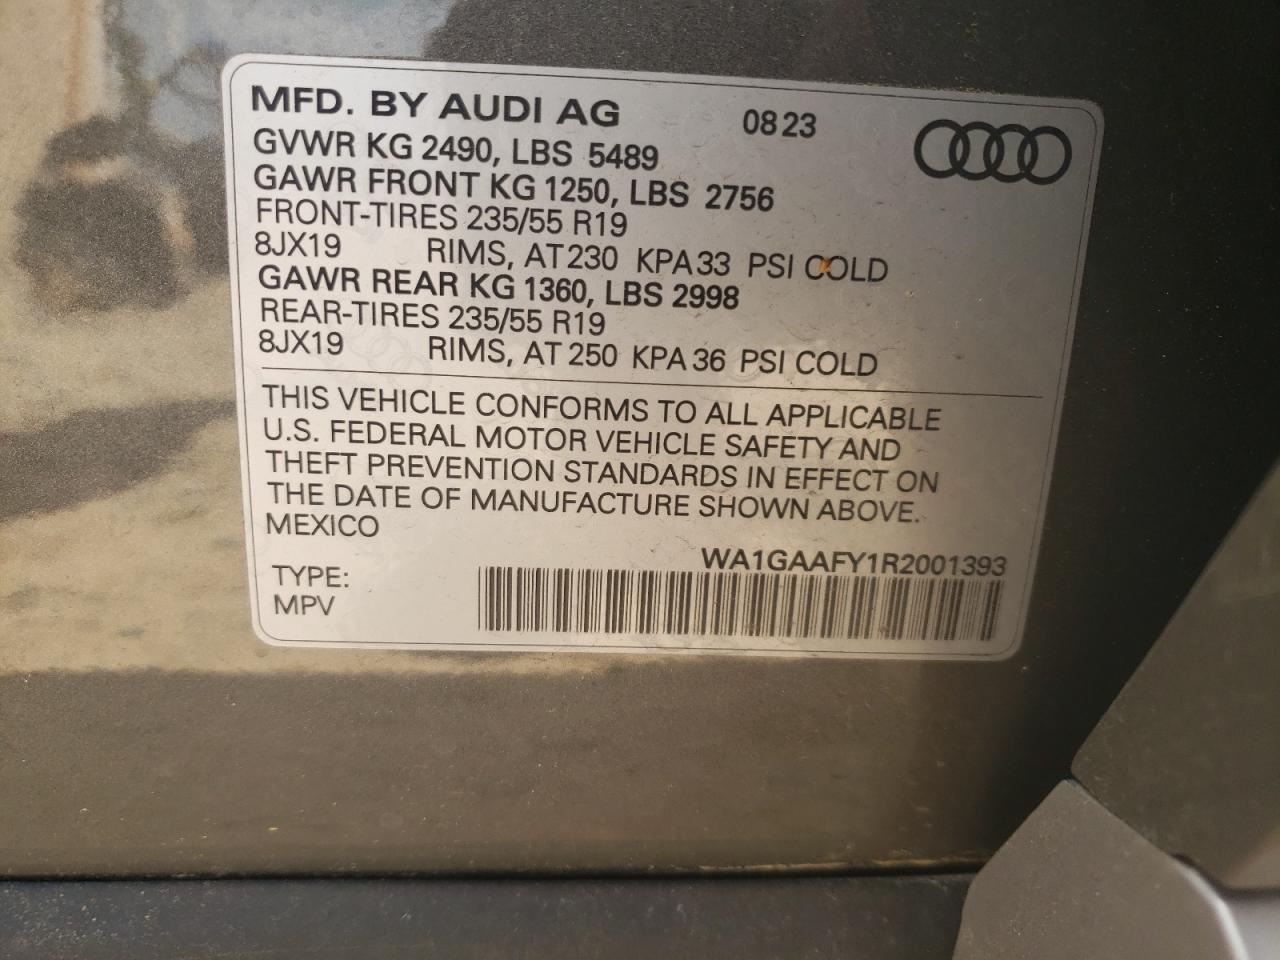 MFD. BY AUDI AG 08 23
GVWR KG 2490, LBS 5489
GAWR FRONT KG 1250, LBS 2756
FRONT-TIRES 235/55 R19
8JX19 RIMS, AT 230 KPA 33 PSI COLD
GAWR REAR KG 1360, LBS 2998
REAR-TIRES 235/55 R19
8JX19 RIMS, AT 250 KPA 36 PSI COLD
THIS VEHICLE CONFORMS TO ALL APPLICABLE
U.S. FEDERAL MOTOR VEHICLE SAFETY AND
THEFT PREVENTION STANDARDS IN EFFECT ON
THE DATE OF MANUFACTURE SHOWN ABOVE.
MEXICO
WA1GAAFY1R2001393
TYPE:
MPV